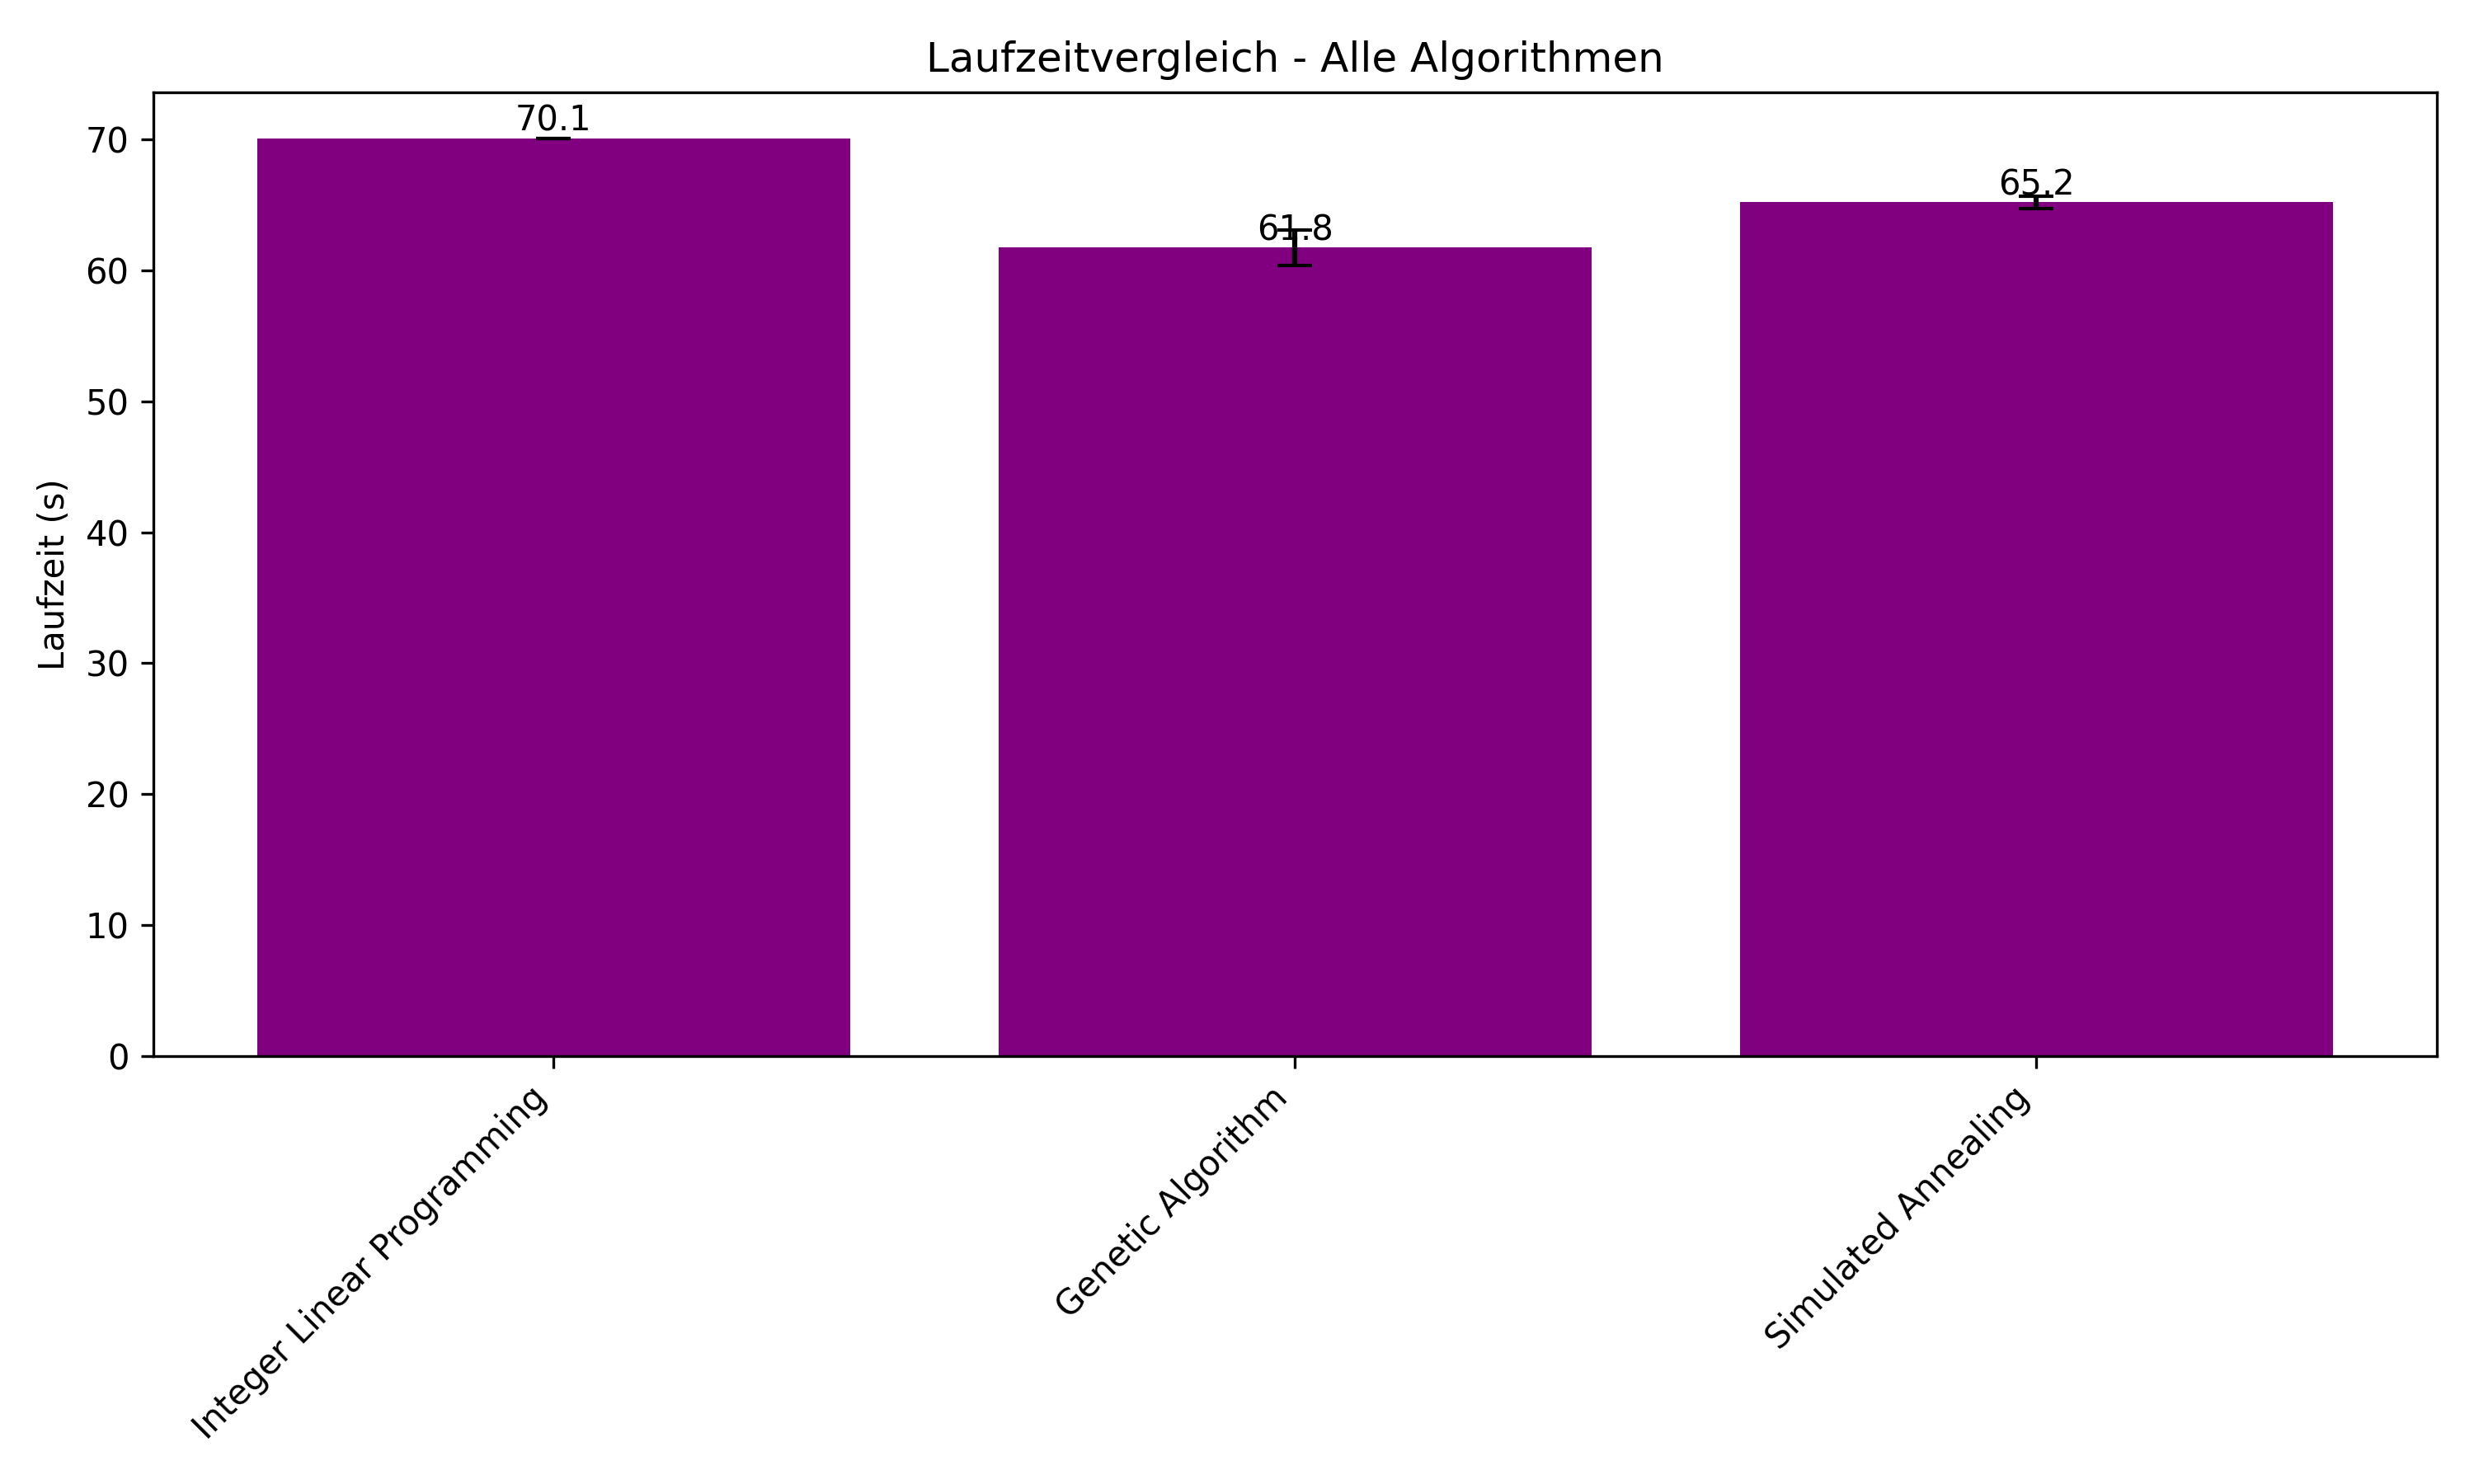 Laufzeitvergleich - Alle Algorithmen
Laufzeit (s)
70
60
50
40
30
20
10
0
70.1
61.8
65.2
Integer Linear Programming
Genetic Algorithm
Simulated Annealing